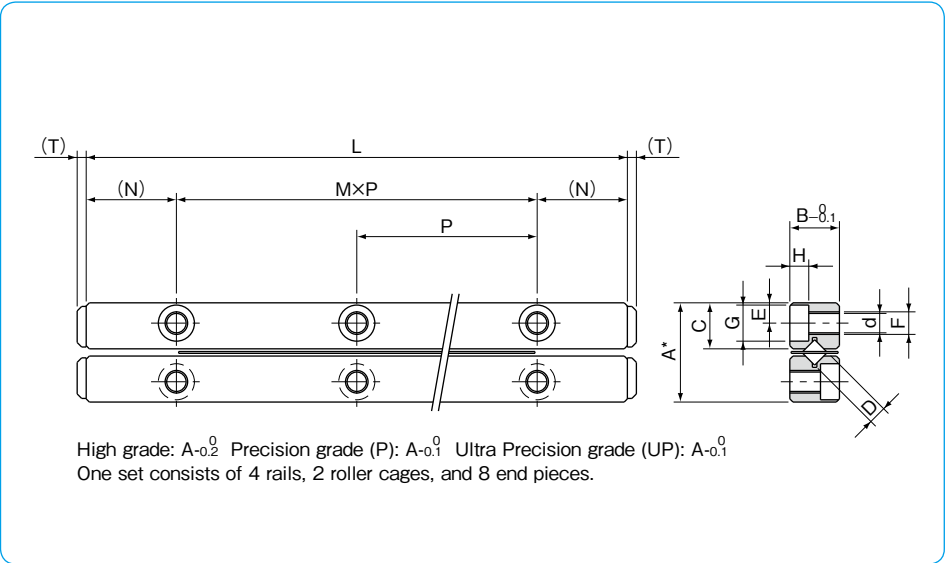 (T) L (T)
(N) M×P (N)
P
B-0.1 0
H
A* C G E d F
D
High grade: A-0.2 0 Precision grade (P): A-0.1 0 Ultra Precision grade (UP): A-0.1 0
One set consists of 4 rails, 2 roller cages, and 8 end pieces.